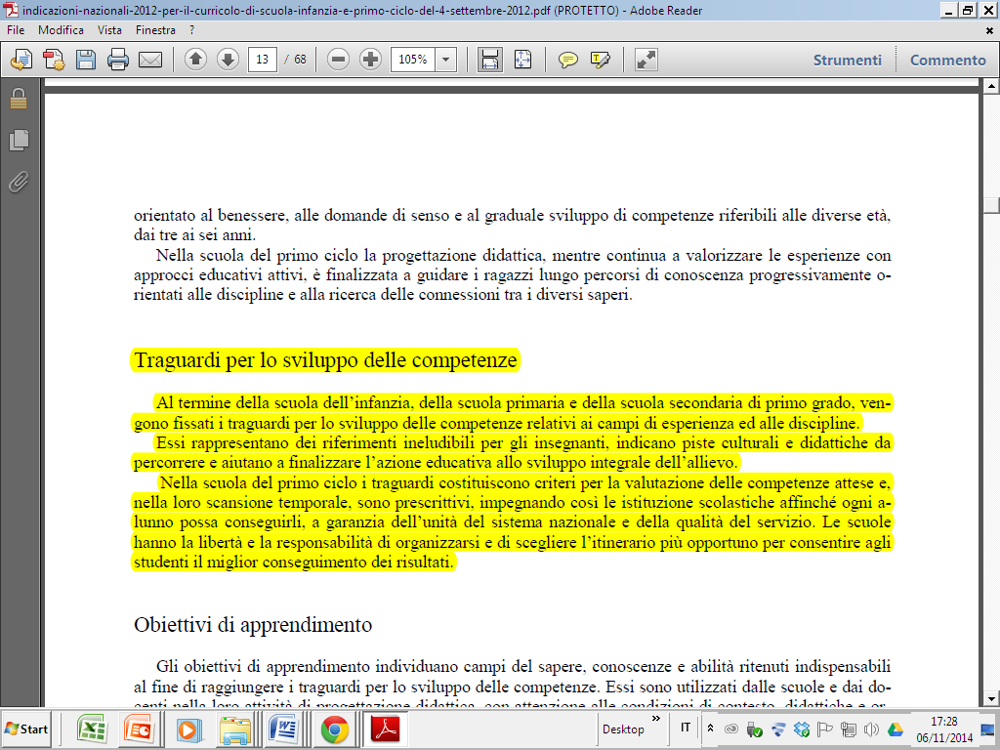 indicazioni-nazionali-2012-per-il-curricolo-di-scuola-infanzia-e-primo-ciclo-del-4-settembre-2012.pdf (PROTETTO) - Adobe Reader
File Modifica Vista Finestra ?
13 / 68 105% Strumenti Commento
orientato al benessere, alle domande di senso e al graduale sviluppo di competenze riferibili alle diverse età,
dai tre ai sei anni.
Nella scuola del primo ciclo la progettazione didattica, mentre continua a valorizzare le esperienze con
approcci educativi attivi, è finalizzata a guidare i ragazzi lungo percorsi di conoscenza progressivamente o-
rientati alle discipline e alla ricerca delle connessioni tra i diversi saperi.
Traguardi per lo sviluppo delle competenze
Al termine della scuola dell'infanzia, della scuola primaria e della scuola secondaria di primo grado, ven-
gono fissati i traguardi per lo sviluppo delle competenze relativi ai campi di esperienza ed alle discipline.
Essi rappresentano dei riferimenti ineludibili per gli insegnanti, indicano piste culturali e didattiche da
percorrere e aiutano a finalizzare l'azione educativa allo sviluppo integrale dell'allievo.
Nella scuola del primo ciclo i traguardi costituiscono criteri per la valutazione delle competenze attese e,
nella loro scansione temporale, sono prescrittivi, impegnando così le istituzione scolastiche affinché ogni a-
lunno possa conseguirli, a garanzia dell'unità del sistema nazionale e della qualità del servizio. Le scuole
hanno la libertà e la responsabilità di organizzarsi e di scegliere l'itinerario più opportuno per consentire agli
studenti il miglior conseguimento dei risultati.
Obiettivi di apprendimento
Gli obiettivi di apprendimento individuano campi del sapere, conoscenze e abilità ritenuti indispensabili
al fine di raggiungere i traguardi per lo sviluppo delle competenze. Essi sono utilizzati dalle scuole e dai do-
centi nella loro attività di progettazione didattica, con attenzione alle condizioni di contesto, didattiche e or-
Start Desktop » IT 17:28
06/11/2014